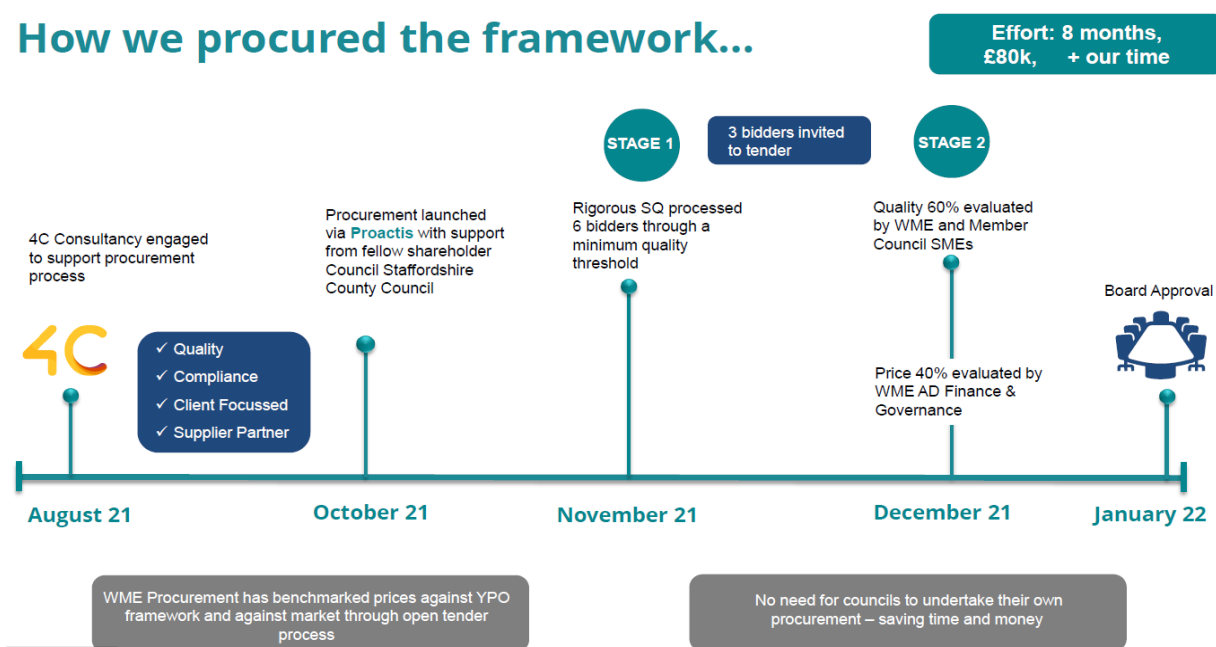 How we procured the framework...
Effort: 8 months,
£80k, + our time
STAGE 1
3 bidders invited
to tender
STAGE 2
4C Consultancy engaged
to support procurement
process
Procurement launched
via Proactis with support
from fellow shareholder
Council Staffordshire
County Council
Rigorous SQ processed
6 bidders through a
minimum quality
threshold
Quality 60% evaluated
by WME and Member
Council SMEs
Board Approval
4C
✓ Quality
✓ Compliance
✓ Client Focussed
✓ Supplier Partner
Price 40% evaluated by
WME AD Finance &
Governance
August 21
October 21
November 21
December 21
January 22
WME Procurement has benchmarked prices against YPO
framework and against market through open tender
process
No need for councils to undertake their own
procurement – saving time and money